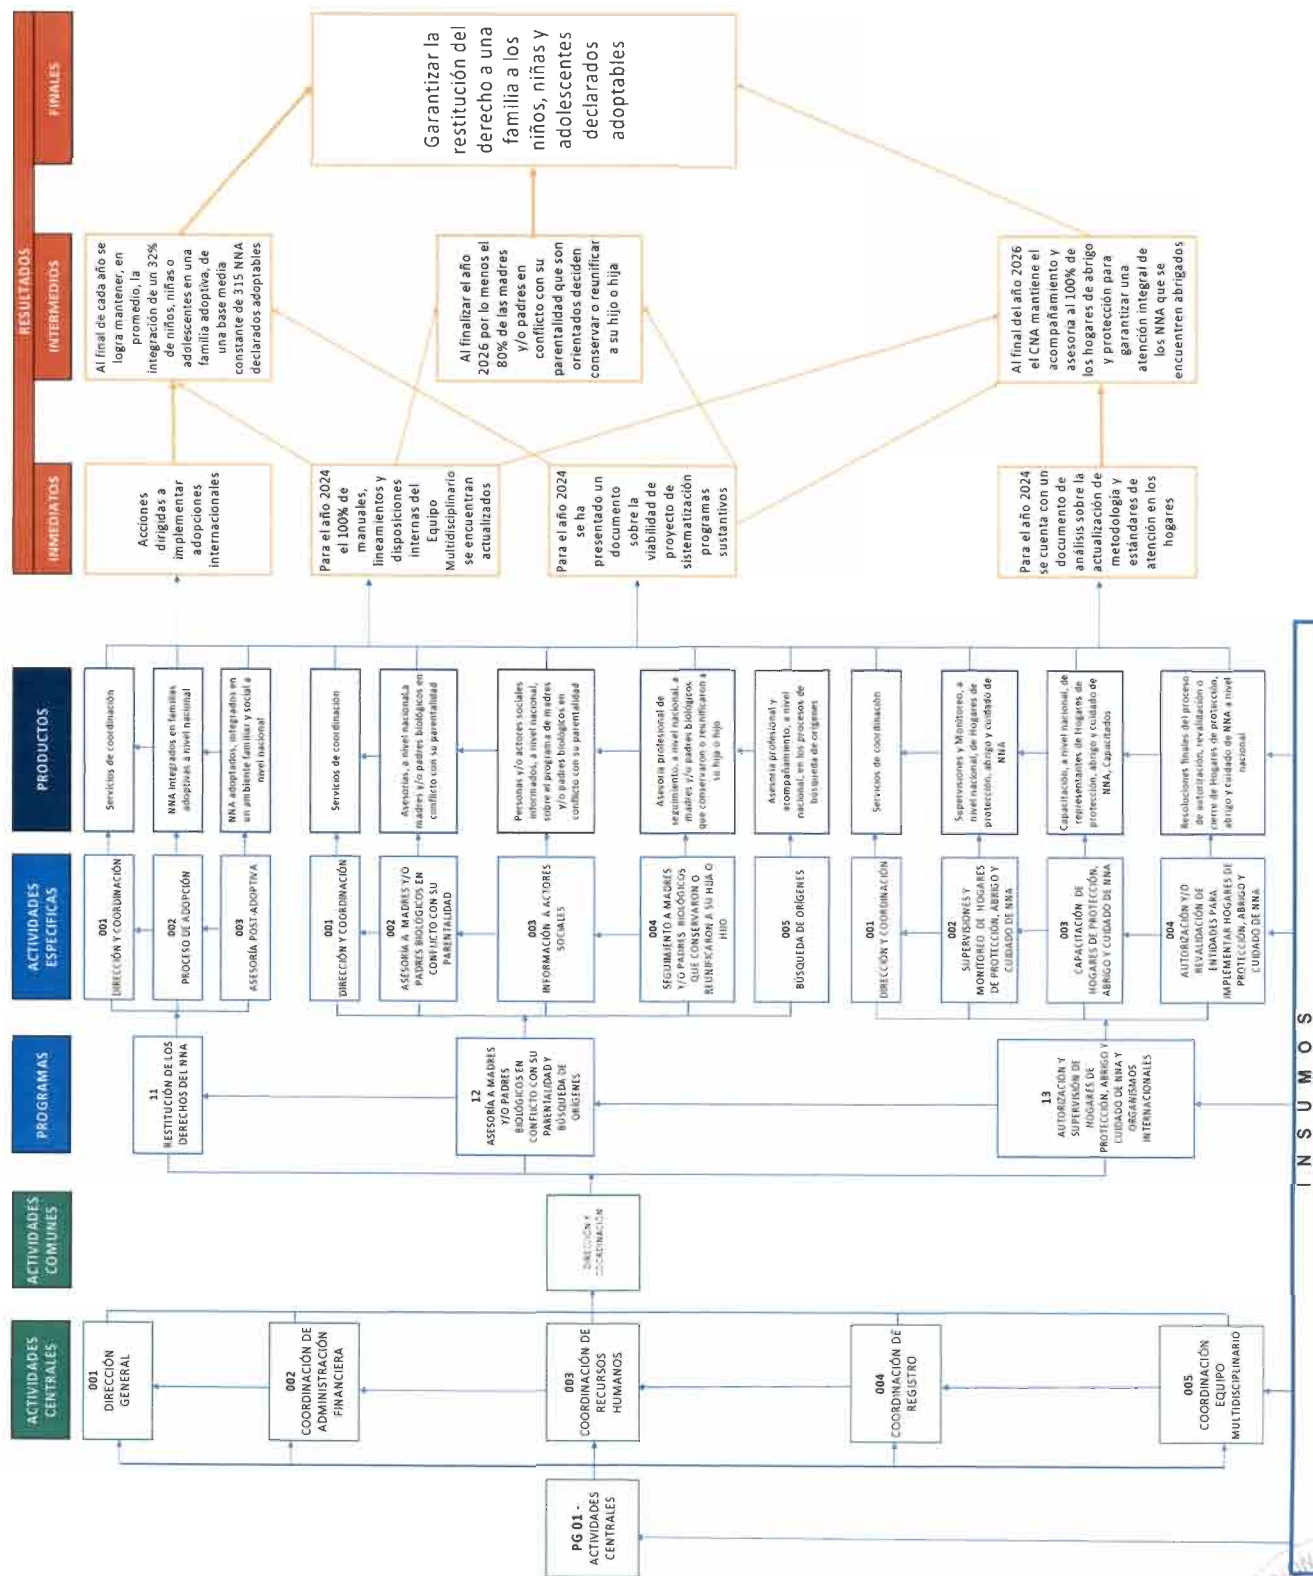 ACTIVIDADES
CENTRALES
ACTIVIDADES
COMUNES
PROGRAMAS
ACTIVIDADES
ESPECÍFICAS
PRODUCTOS
RESULTADOS
INMEDIATOS
INTERMEDIOS
FINALES
PG 01 -
ACTIVIDADES
CENTRALES
001
DIRECCIÓN
GENERAL
002
COORDINACIÓN DE
ADMINISTRACIÓN
FINANCIERA
003
COORDINACIÓN DE
RECURSOS
HUMANOS
004
COORDINACIÓN DE
REGISTRO
005
COORDINACIÓN
EQUIPO
MULTIDISCIPLINARIO
DIRECCIÓN Y
COORDINACIÓN
11
RESTITUCIÓN DE LOS
DERECHOS DEL NNA
12
ASESORÍA A MADRES
Y/O PADRES
BIOLÓGICOS EN
CONFLICTO CON SU
PARENTALIDAD Y
BÚSQUEDA DE
ORÍGENES
13
AUTORIZACIÓN Y
SUPERVISIÓN DE
HOGARES DE
PROTECCIÓN, ABRIGO Y
CUIDADO DE NNA Y
ORGANISMOS
INTERNACIONALES
001
DIRECCIÓN Y COORDINACIÓN
002
PROCESO DE ADOPCIÓN
003
ASESORÍA POST-ADOPTIVA
001
DIRECCIÓN Y COORDINACIÓN
002
ASESORÍA A MADRES Y/O
PADRES BIOLÓGICOS EN
CONFLICTO CON SU
PARENTALIDAD
003
INFORMACIÓN A ACTORES
SOCIALES
004
SEGUIMIENTO A MADRES
Y/O PADRES BIOLÓGICOS
QUE CONSERVARON O
REUNIFICARON A SU HIJA O
HIJO
005
BÚSQUEDA DE ORÍGENES
001
DIRECCIÓN Y COORDINACIÓN
002
SUPERVISIONES Y
MONITOREO DE HOGARES
DE PROTECCIÓN, ABRIGO Y
CUIDADO DE NNA
003
CAPACITACIÓN DE
HOGARES DE PROTECCIÓN,
ABRIGO Y CUIDADO DE NNA
004
AUTORIZACIÓN Y/O
REVALIDACIÓN DE
ENTIDADES PARA
IMPLEMENTAR HOGARES DE
PROTECCIÓN, ABRIGO Y
CUIDADO DE NNA
Servicios de coordinación
NNA integrados en familias
adoptivas a nivel nacional
NNA adoptados, integrados en
un ambiente familiar y social a
nivel nacional
Servicios de coordinación
Asesorías, a nivel nacional,a
madres y/o padres biológicos en
conflicto con su parentalidad
Personas y/o actores sociales
informados, a nivel nacional,
sobre el programa de madres
y/o padres biológicos en
conflicto con su parentalidad
Asesoría profesional de
seguimiento, a nivel nacional, a
madres y/o padres biológicos
que conservaron o reunificaron a
su hija o hijo
Asesoría profesional y
acompañamiento, a nivel
nacional, en los procesos de
búsqueda de orígenes
Servicios de coordinación
Supervisiones y Monitoreo, a
nivel nacional, de Hogares de
protección, abrigo y cuidado de
NNA
Capacitación, a nivel nacional, de
representantes de Hogares de
protección, abrigo y cuidado de
NNA, Capacitados
Resoluciones finales del proceso
de autorización, revalidación o
cierre de Hogares de protección,
abrigo y cuidado de NNA a nivel
nacional
Acciones
dirigidas a
implementar
adopciones
internacionales
Para el año 2024
el 100% de
manuales,
lineamientos y
disposiciones
internas del
Equipo
Multidisciplinario
se encuentran
actualizados
Para el año 2024
se ha
presentado un
documento
sobre la
viabilidad de
proyecto de
sistematización
programas
sustantivos
Para el año 2024
se cuenta con un
documento de
análisis sobre la
actualización de
metodología y
estándares de
atención en los
hogares
Al final de cada año se
logra mantener, en
promedio, la
integración de un 32%
de niños, niñas o
adolescentes en una
familia adoptiva, de
una base media
constante de 315 NNA
declarados adoptables
Al finalizar el año
2026 por lo menos el
80% de las madres
y/o padres en
conflicto con su
parentalidad que son
orientados deciden
conservar o reunificar
a su hijo o hija
Al final del año 2026
el CNA mantiene el
acompañamiento y
asesoría al 100% de
los hogares de abrigo
y protección para
garantizar una
atención integral de
los NNA que se
encuentren abrigados
Garantizar la
restitución del
derecho a una
familia a los
niños, niñas y
adolescentes
declarados
adoptables
INSUMOS